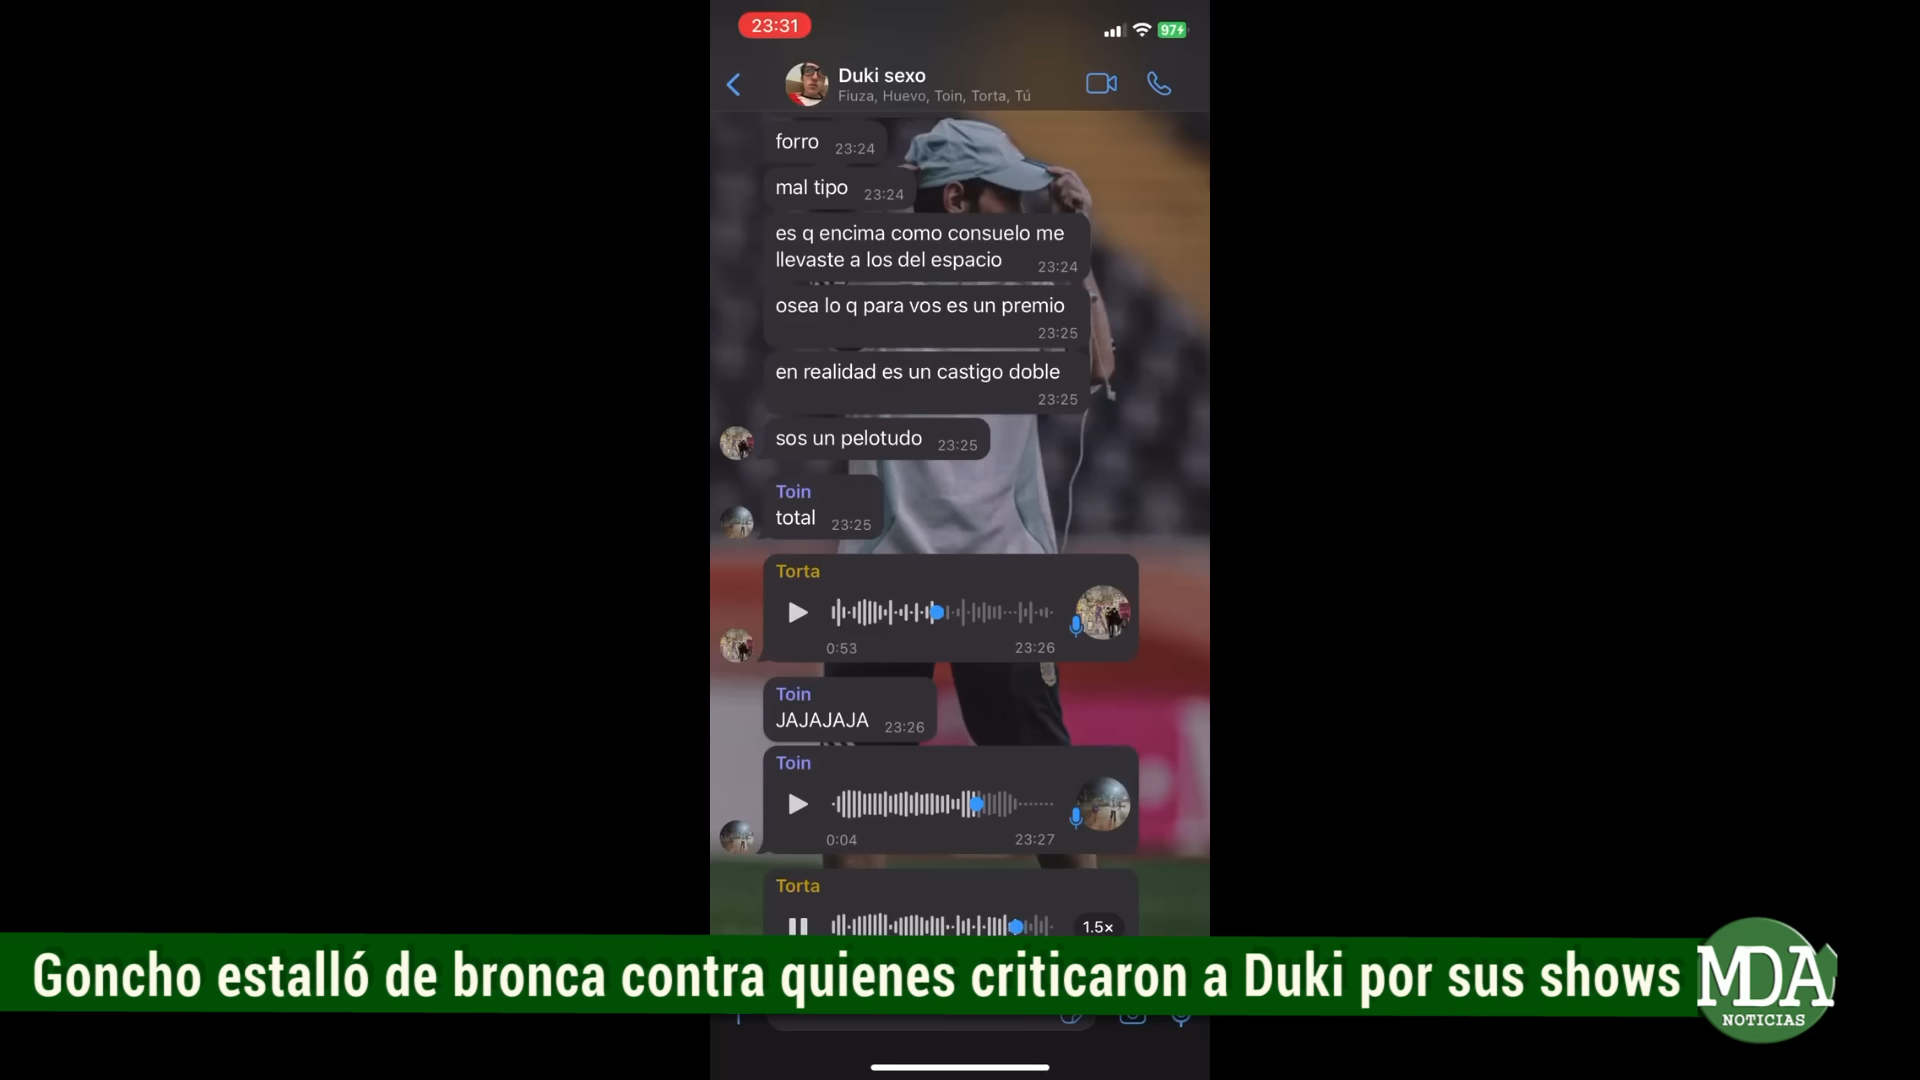 23:31
97
Duki sexo
Fiuza, Huevo, Toin, Torta, Tú
forro 23:24
mal tipo 23:24
es q encima como consuelo me
llevaste a los del espacio 23:24
osea lo q para vos es un premio
23:25
en realidad es un castigo doble
23:25
sos un pelotudo 23:25
Toin
total 23:25
Torta
0:53 23:26
Toin
JAJAJAJA 23:26
Toin
0:04 23:27
Torta
1.5×
Goncho estalló de bronca contra quienes criticaron a Duki por sus shows
MDA
NOTICIAS